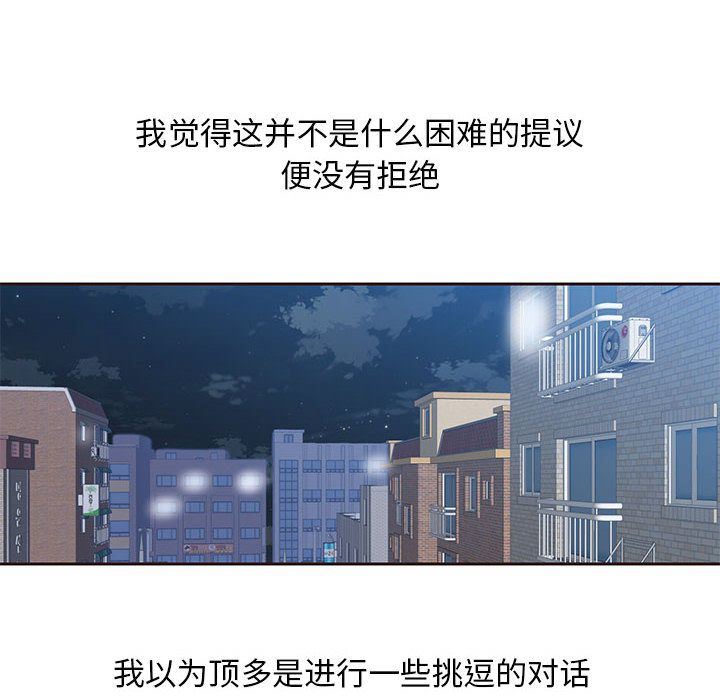 我觉得这并不是什么困难的提议
便没有拒绝
我以为顶多是进行一些挑逗的对话